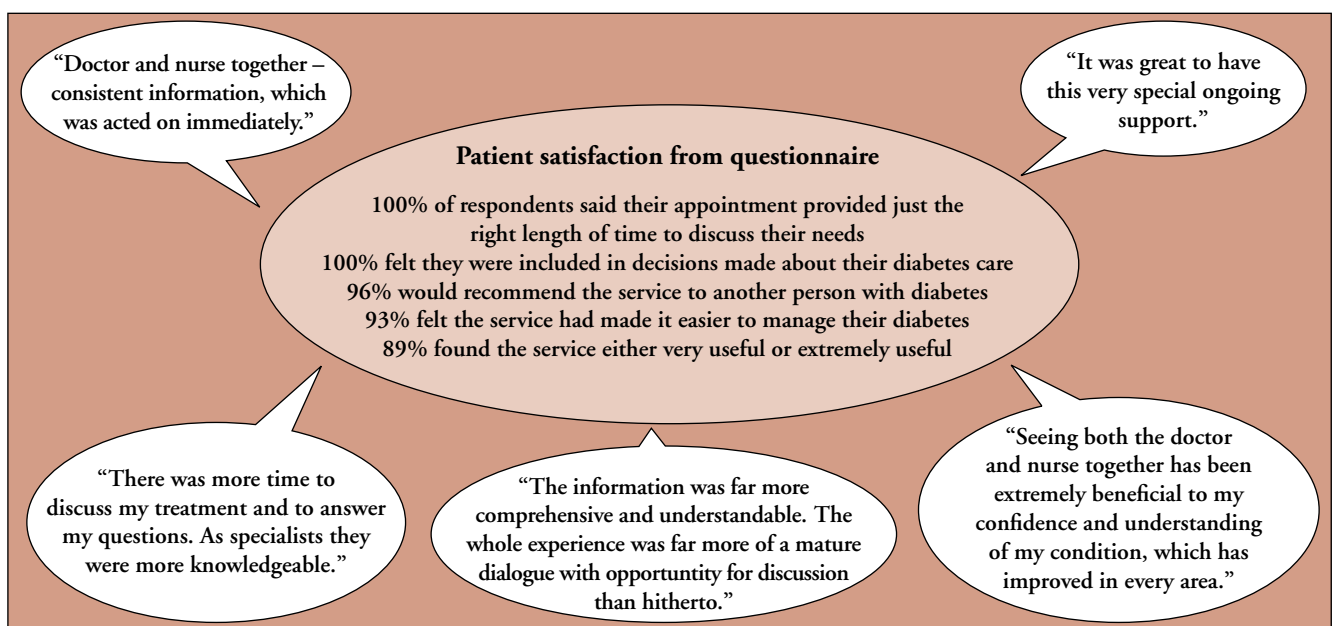 “Doctor and nurse together –
consistent information, which
was acted on immediately.”
“It was great to have
this very special ongoing
support.”
Patient satisfaction from questionnaire
100% of respondents said their appointment provided just the
right length of time to discuss their needs
100% felt they were included in decisions made about their diabetes care
96% would recommend the service to another person with diabetes
93% felt the service had made it easier to manage their diabetes
89% found the service either very useful or extremely useful
“There was more time to
discuss my treatment and to answer
my questions. As specialists they
were more knowledgeable.”
“The information was far more
comprehensive and understandable. The
whole experience was far more of a mature
dialogue with opportuntity for discussion
than hitherto.”
“Seeing both the doctor
and nurse together has been
extremely beneficial to my
confidence and understanding
of my condition, which has
improved in every area.”